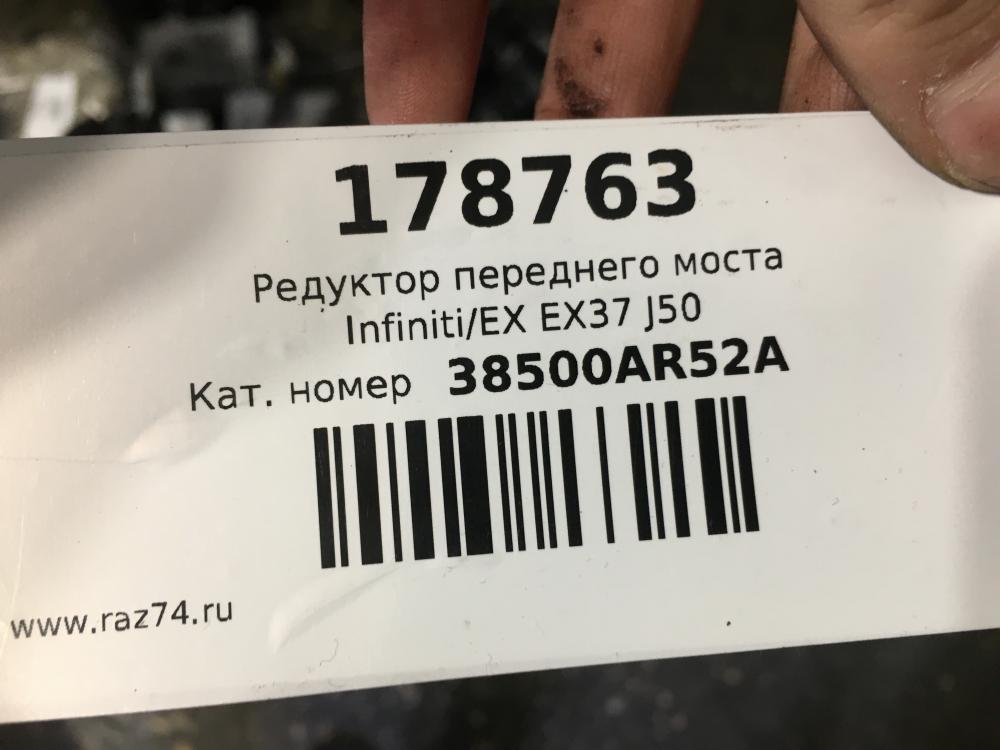 178763
Редуктор переднего моста
Infiniti/EX EX37 J50
Кат. номер 38500AR52A
www.raz74.ru